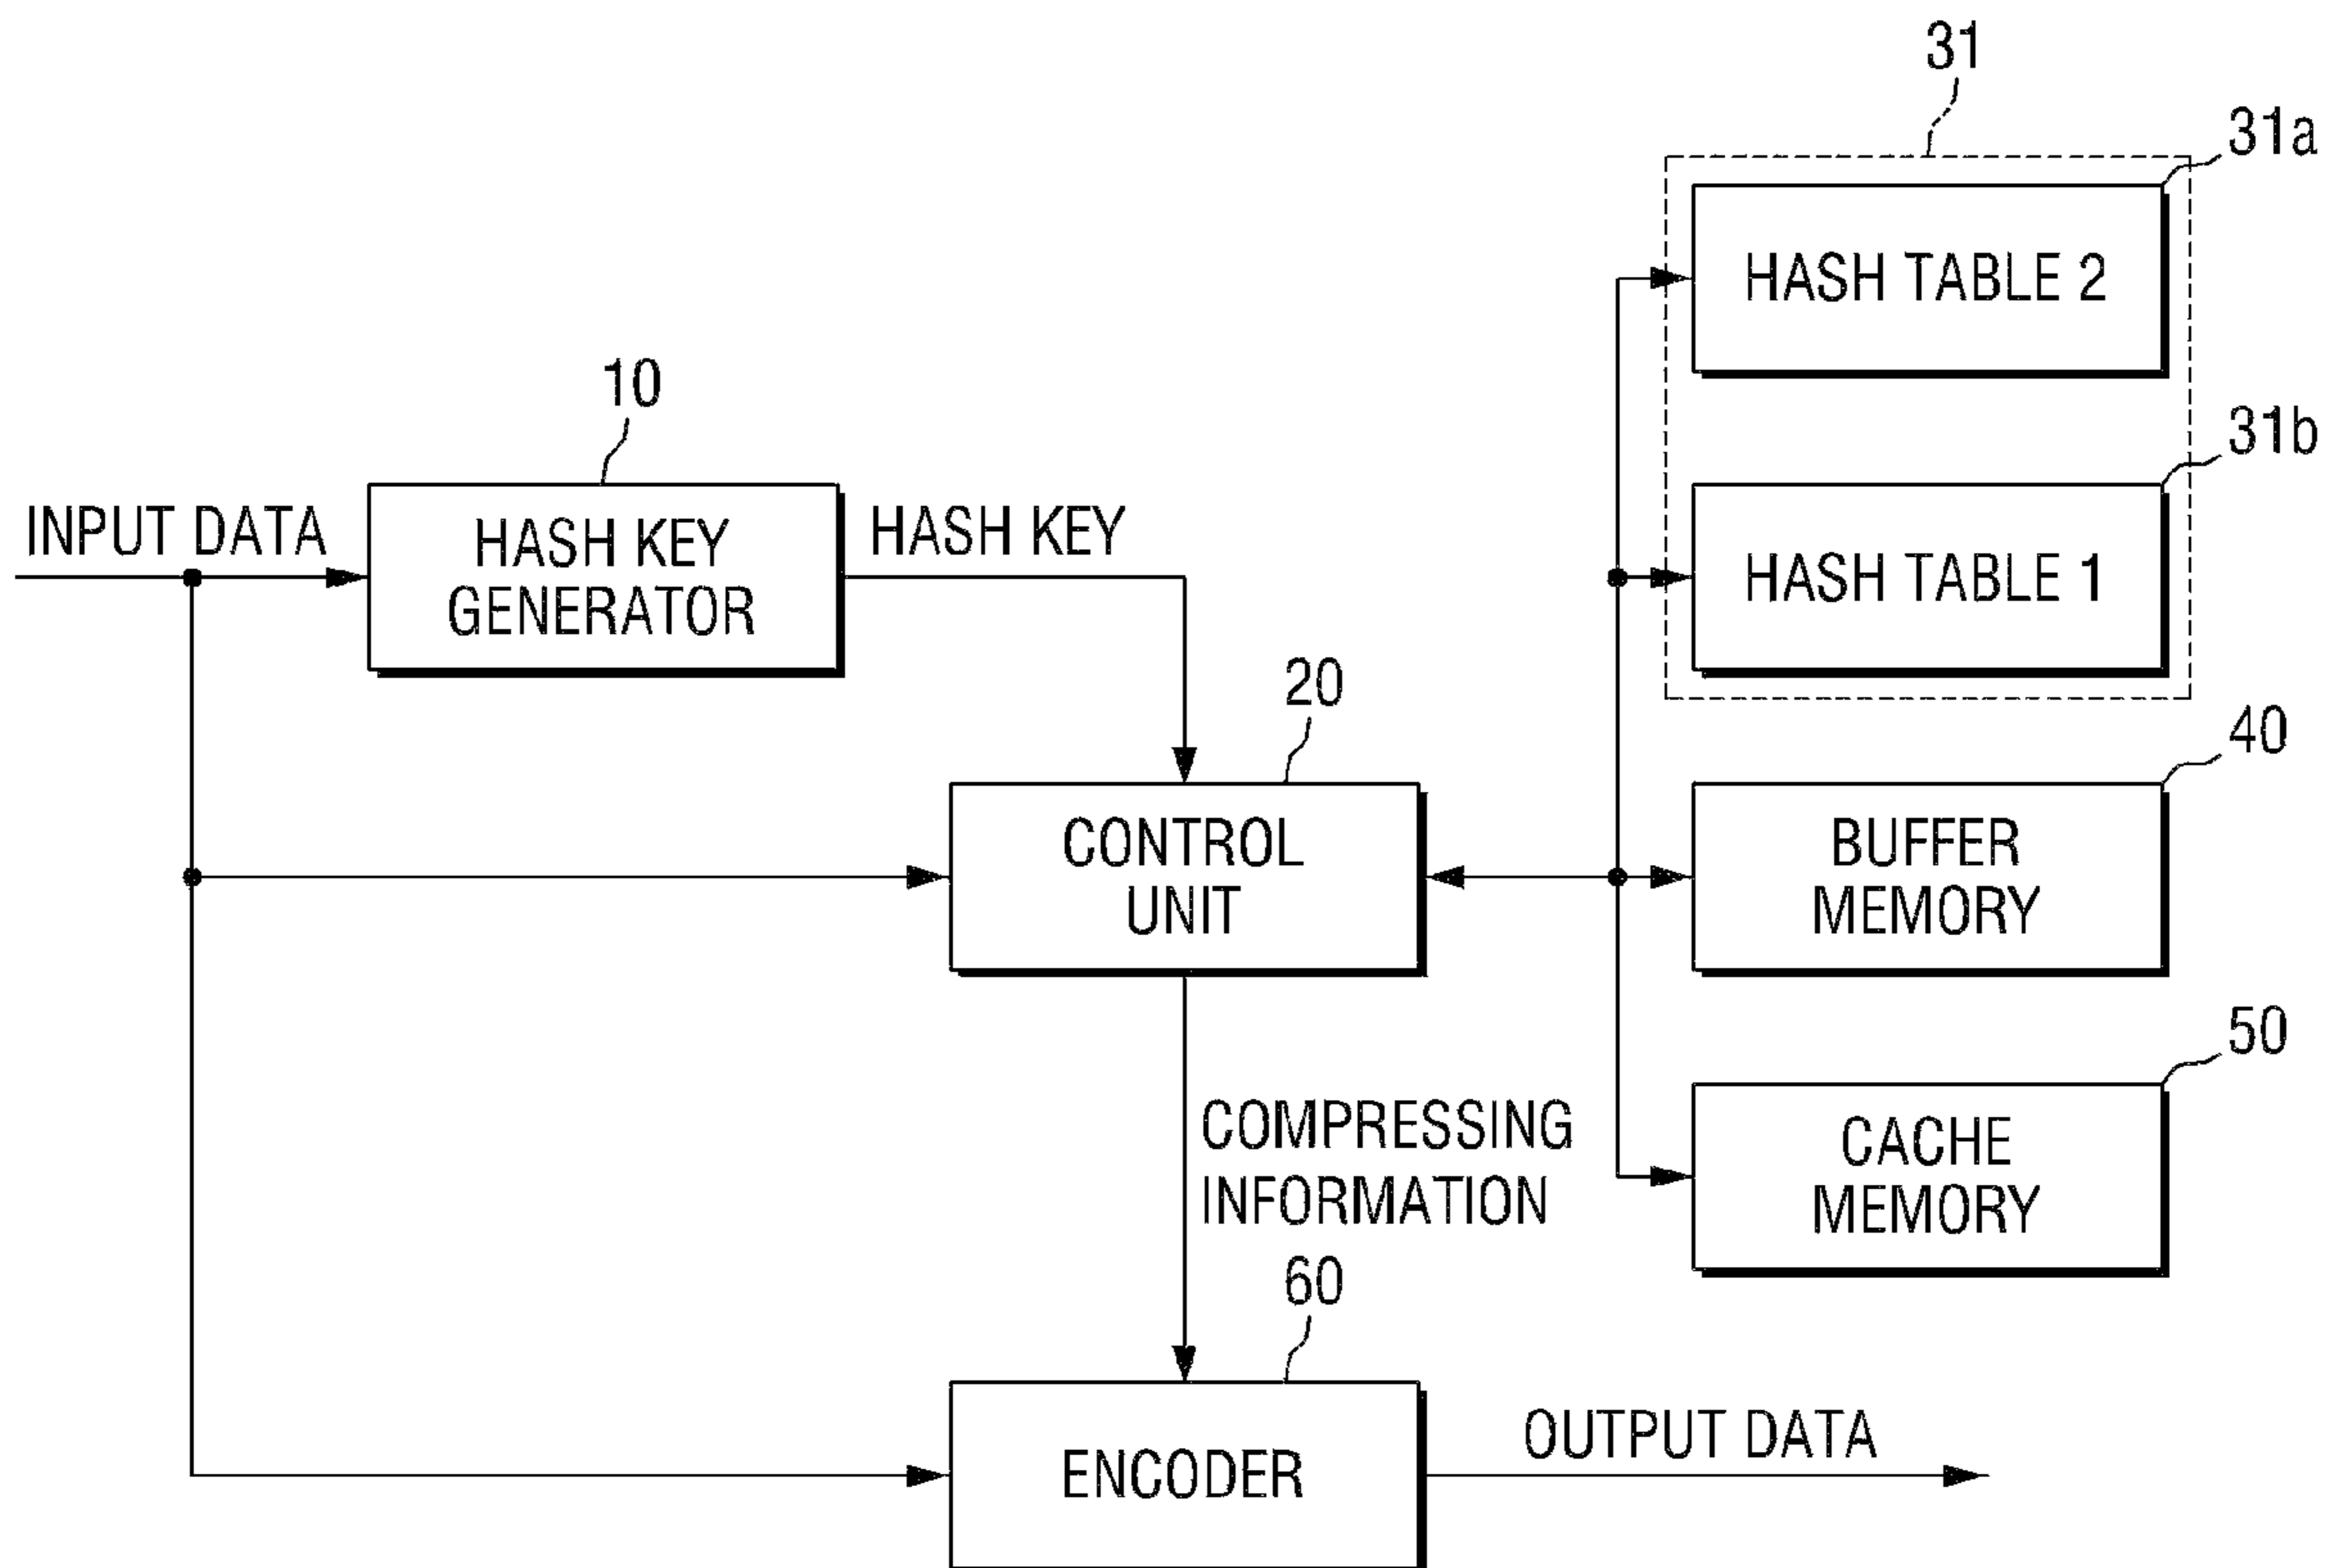 31
31a
HASH TABLE 2
10
31b
INPUT DATA
HASH KEY
GENERATOR
HASH KEY
HASH TABLE 1
20
40
CONTROL
UNIT
BUFFER
MEMORY
50
COMPRESSING
INFORMATION
CACHE
MEMORY
60
ENCODER
OUTPUT DATA